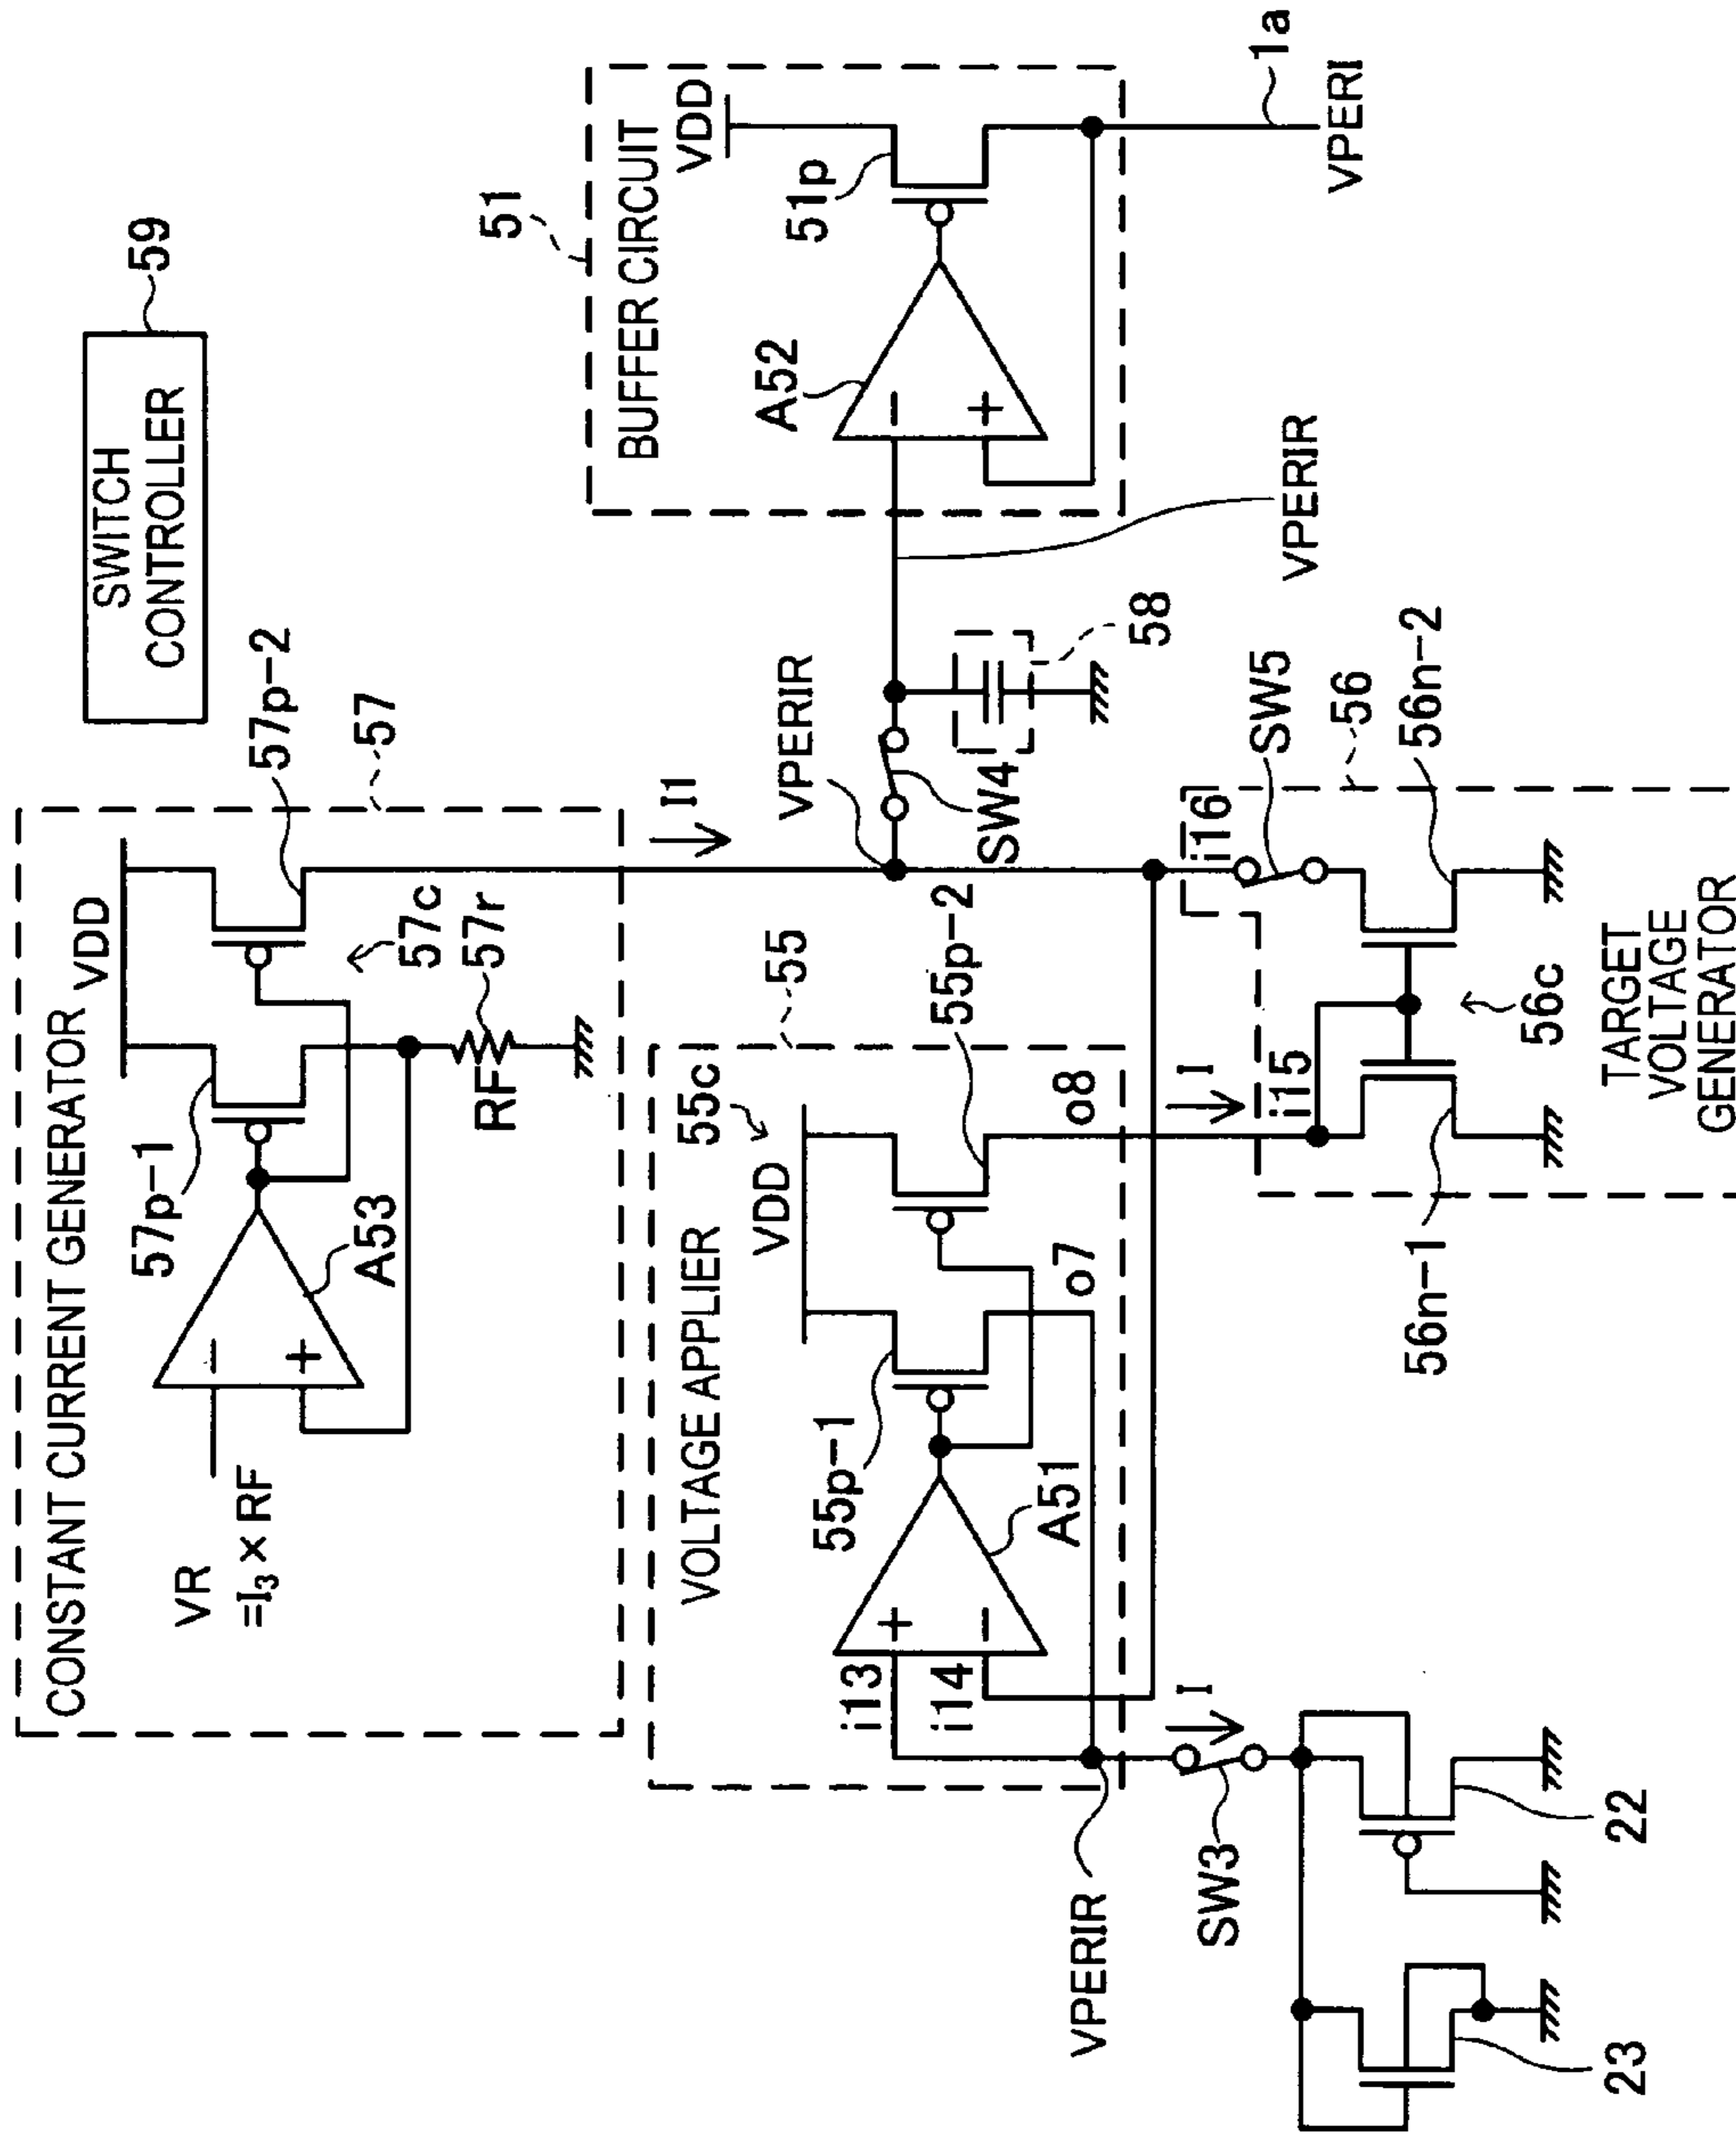 SWITCH
CONTROLLER
59
CONSTANT CURRENT GENERATOR
57
VDD
57p-1
57p-2
57c
57r
RF
A53
VR
=I₃ × RF
I1
51
BUFFER CIRCUIT
VDD
51p
A52
1a
VPERI
VPERIR
VPERIR
SW4
58
55
VOLTAGE APPLIER
55c
VDD
55p-1
55p-2
A51
i13
i14
o7
o8
I
I
VPERIR
SW3
i15
i16
SW5
56
56n-1
56n-2
56c
TARGET
VOLTAGE
GENERATOR
22
23